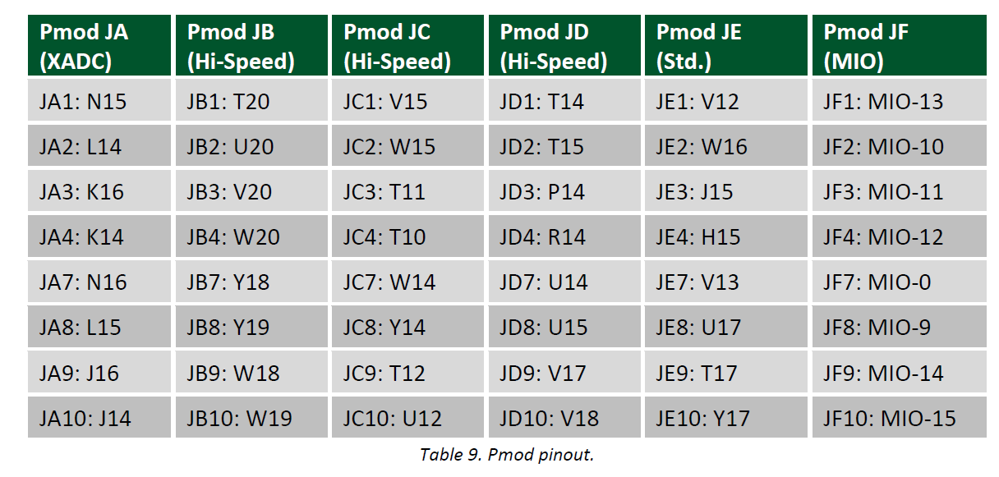 Pmod JA (XADC) Pmod JB (Hi-Speed) Pmod JC (Hi-Speed) Pmod JD (Hi-Speed) Pmod JE (Std.) Pmod JF (MIO)
JA1: N15 JB1: T20 JC1: V15 JD1: T14 JE1: V12 JF1: MIO-13
JA2: L14 JB2: U20 JC2: W15 JD2: T15 JE2: W16 JF2: MIO-10
JA3: K16 JB3: V20 JC3: T11 JD3: P14 JE3: J15 JF3: MIO-11
JA4: K14 JB4: W20 JC4: T10 JD4: R14 JE4: H15 JF4: MIO-12
JA7: N16 JB7: Y18 JC7: W14 JD7: U14 JE7: V13 JF7: MIO-0
JA8: L15 JB8: Y19 JC8: Y14 JD8: U15 JE8: U17 JF8: MIO-9
JA9: J16 JB9: W18 JC9: T12 JD9: V17 JE9: T17 JF9: MIO-14
JA10: J14 JB10: W19 JC10: U12 JD10: V18 JE10: Y17 JF10: MIO-15
Table 9. Pmod pinout.